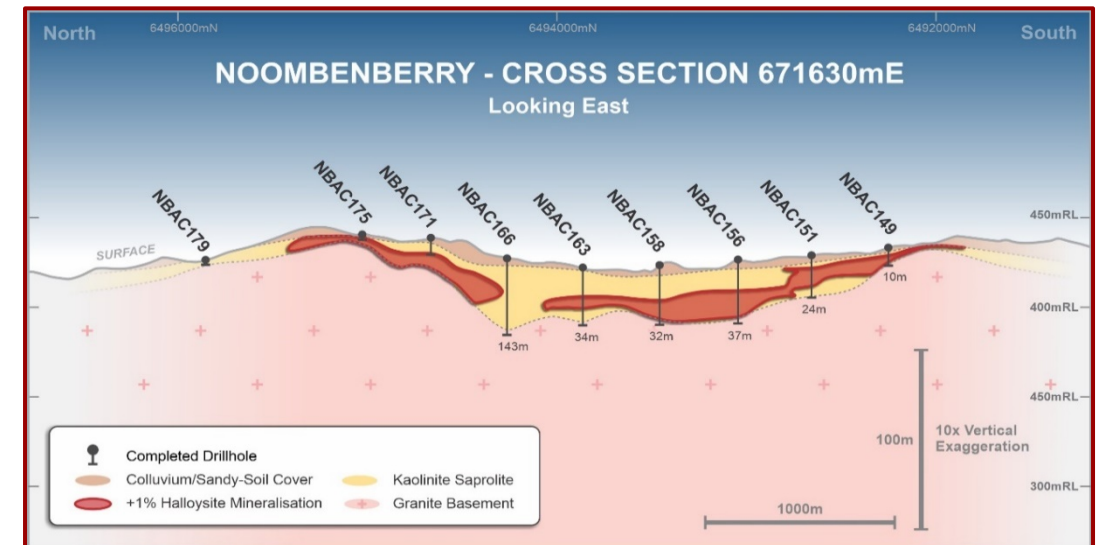 North
6496000mN
6494000mN
6492000mN
South
NOOMBENBERRY - CROSS SECTION 671630mE
Looking East
NBAC179
NBAC175
NBAC171
NBAC166
NBAC163
NBAC158
NBAC156
NBAC151
NBAC149
450mRL
SURFACE
10m
400mRL
24m
143m
34m
32m
37m
450mRL
100m
10x Vertical
Exaggeration
300mRL
1000m
Completed Drillhole
Colluvium/Sandy-Soil Cover
Kaolinite Saprolite
+1% Halloysite Mineralisation
Granite Basement